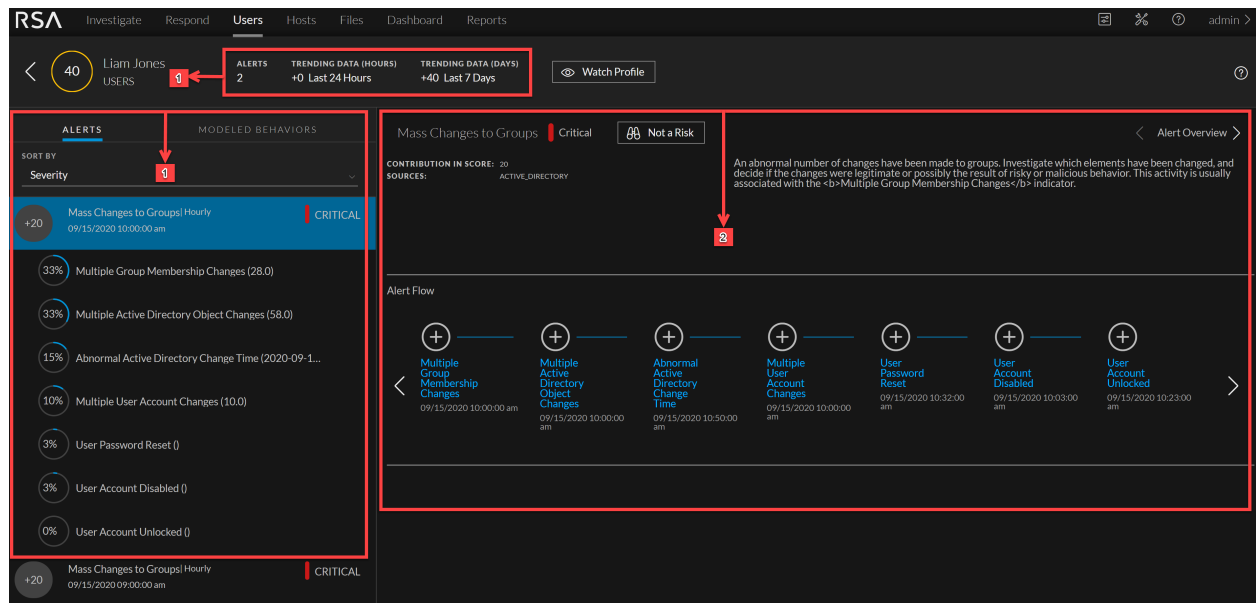 RSA Investigate Respond Users Hosts Files Dashboard Reports admin
40 Liam Jones
USERS
1
ALERTS TRENDING DATA (HOURS) TRENDING DATA (DAYS)
2 +0 Last 24 Hours +40 Last 7 Days
Watch Profile
ALERTS MODELED BEHAVIORS
SORT BY
Severity
1
+20 Mass Changes to Groups| Hourly CRITICAL
09/15/2020 10:00:00 am
33% Multiple Group Membership Changes (28.0)
33% Multiple Active Directory Object Changes (58.0)
15% Abnormal Active Directory Change Time (2020-09-1...
10% Multiple User Account Changes (10.0)
3% User Password Reset ()
3% User Account Disabled ()
0% User Account Unlocked ()
+20 Mass Changes to Groups| Hourly CRITICAL
09/15/2020 09:00:00 am
Mass Changes to Groups Critical Not a Risk Alert Overview
CONTRIBUTION IN SCORE: 20
SOURCES: ACTIVE_DIRECTORY
An abnormal number of changes have been made to groups. Investigate which elements have been changed, and
decide if the changes were legitimate or possibly the result of risky or malicious behavior. This activity is usually
associated with the <b>Multiple Group Membership Changes</b> indicator.
2
Alert Flow
Multiple
Group
Membership
Changes
09/15/2020 10:00:00 am
Multiple
Active
Directory
Object
Changes
09/15/2020 10:00:00
am
Abnormal
Active
Directory
Change
Time
09/15/2020 10:50:00
am
Multiple
User
Account
Changes
09/15/2020 10:00:00
am
User
Password
Reset
09/15/2020 10:32:00
am
User
Account
Disabled
09/15/2020 10:03:00
am
User
Account
Unlocked
09/15/2020 10:23:00
am